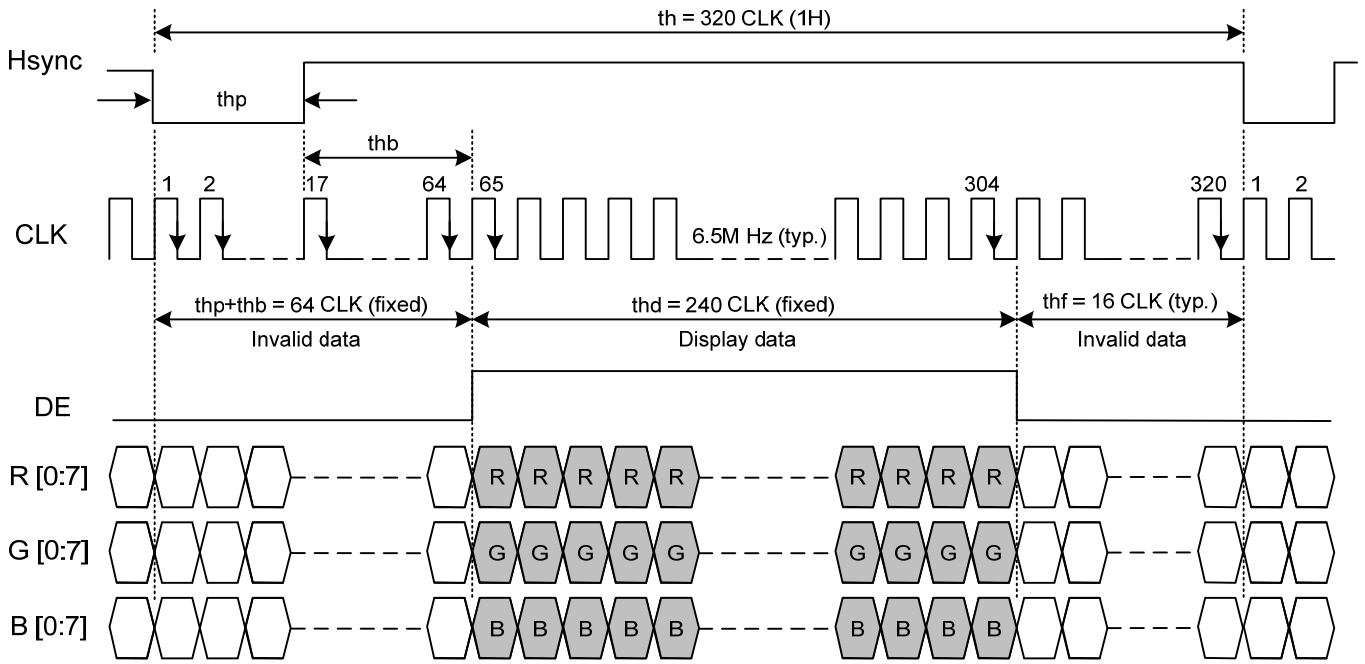 th = 320 CLK (1H)
Hsync
thp
thb
1 2 17 64 65 304 320 1 2
CLK
6.5M Hz (typ.)
thp+thb = 64 CLK (fixed) thd = 240 CLK (fixed) thf = 16 CLK (typ.)
Invalid data Display data Invalid data
DE
R [0:7] R R R R R R R R R
G [0:7] G G G G G G G G G
B [0:7] B B B B B B B B B